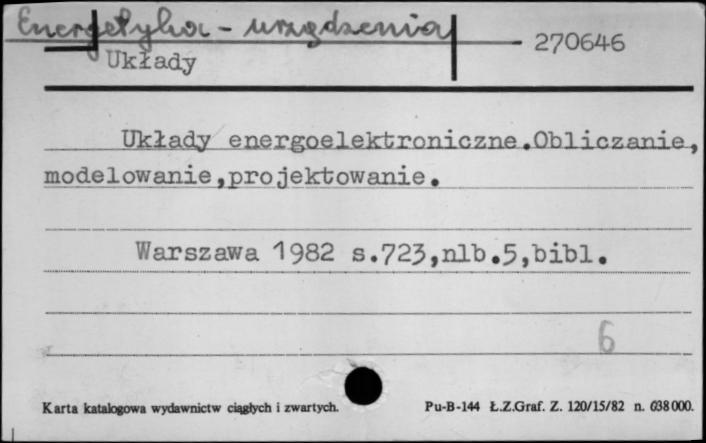 Energetyka - urządzenia
270646
Układy
Układy energoelektroniczne.Obliczanie,
modelowanie,projektowanie.
Warszawa 1982 s.723,nlb.5,bibl.
6
Karta katalogowa wydawnictw ciągłych i zwartych.
Pu-B-144 Ł.Z.Graf. Z. 120/15/82 n. 638000.